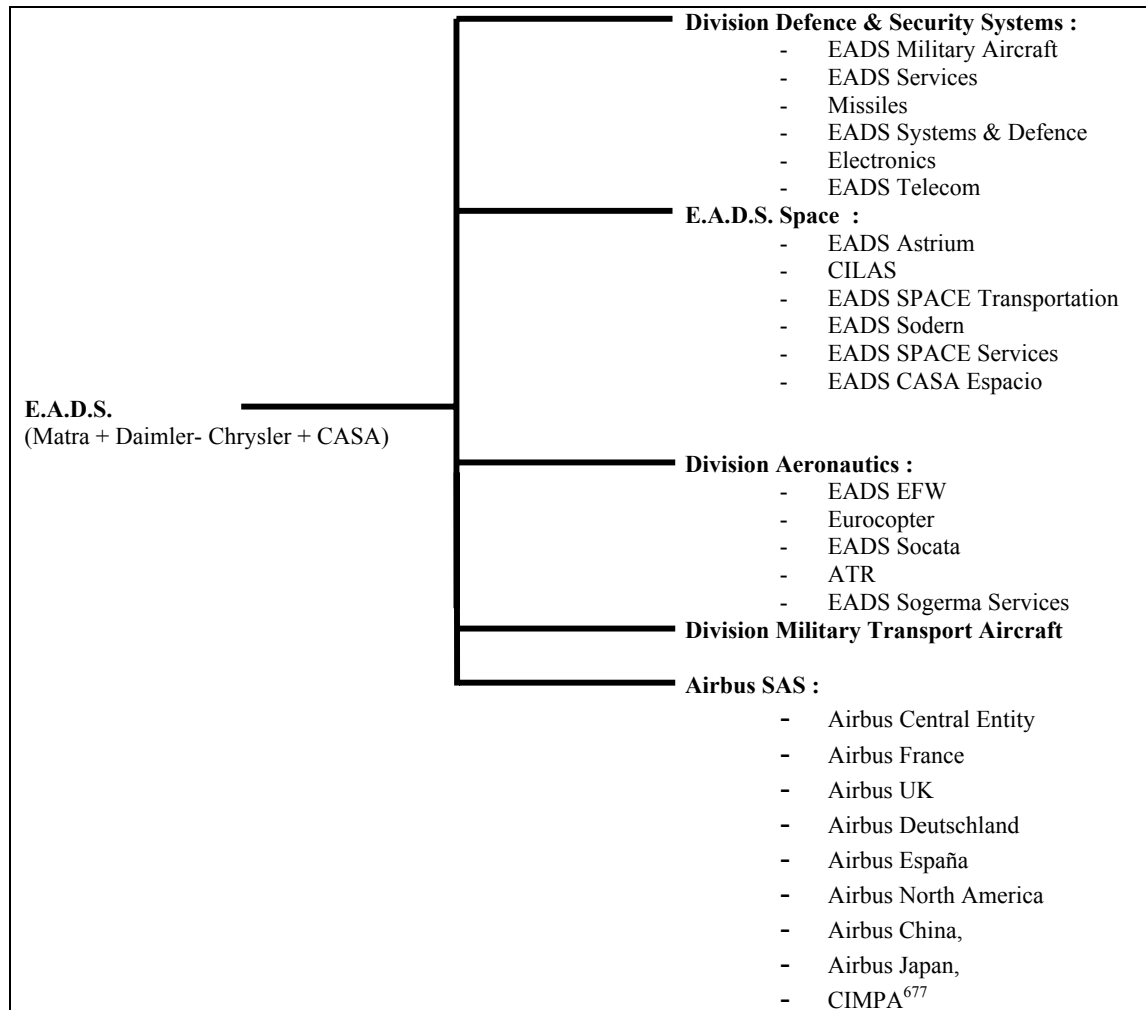 Division Defence & Security Systems :
- EADS Military Aircraft
- EADS Services
- Missiles
- EADS Systems & Defence
- Electronics
- EADS Telecom
E.A.D.S. Space :
- EADS Astrium
- CILAS
- EADS SPACE Transportation
- EADS Sodern
- EADS SPACE Services
- EADS CASA Espacio
E.A.D.S.
(Matra + Daimler- Chrysler + CASA)
Division Aeronautics :
- EADS EFW
- Eurocopter
- EADS Socata
- ATR
- EADS Sogerma Services
Division Military Transport Aircraft
Airbus SAS :
- Airbus Central Entity
- Airbus France
- Airbus UK
- Airbus Deutschland
- Airbus España
- Airbus North America
- Airbus China,
- Airbus Japan,
- CIMPA677